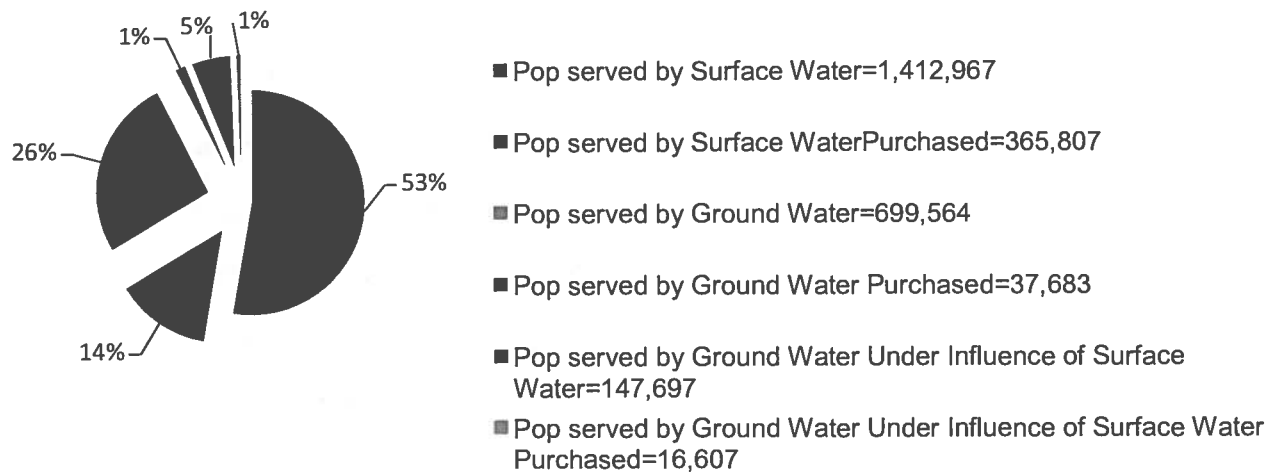 1%
5%
1%
26%
53%
14%
Pop served by Surface Water=1,412,967
Pop served by Surface WaterPurchased=365,807
Pop served by Ground Water=699,564
Pop served by Ground Water Purchased=37,683
Pop served by Ground Water Under Influence of Surface
Water=147,697
Pop served by Ground Water Under Influence of Surface Water
Purchased=16,607